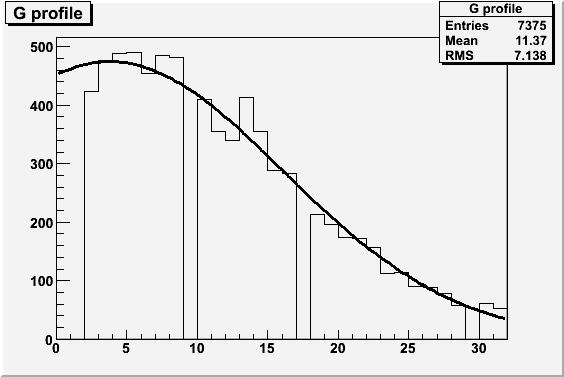 G profile
G profile
Entries 7375
Mean 11.37
RMS 7.138
500
400
300
200
100
0
0 5 10 15 20 25 30